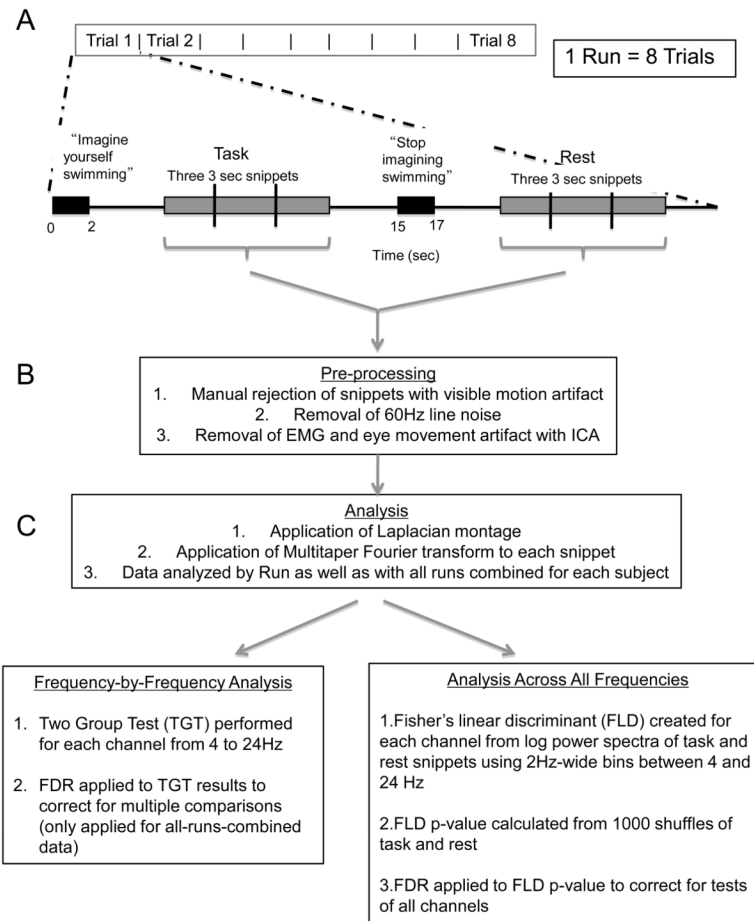 A
Trial 1 | Trial 2 | | | | | | | Trial 8
1 Run = 8 Trials
“Imagine
yourself
swimming”
Task
Three 3 sec snippets
“Stop
imagining
swimming”
Rest
Three 3 sec snippets
0 2 15 17
Time (sec)
B
Pre-processing
1. Manual rejection of snippets with visible motion artifact
2. Removal of 60Hz line noise
3. Removal of EMG and eye movement artifact with ICA
C
Analysis
1. Application of Laplacian montage
2. Application of Multitaper Fourier transform to each snippet
3. Data analyzed by Run as well as with all runs combined for each subject
Frequency-by-Frequency Analysis
1. Two Group Test (TGT) performed
for each channel from 4 to 24Hz
2. FDR applied to TGT results to
correct for multiple comparisons
(only applied for all-runs-combined
data)
Analysis Across All Frequencies
1.Fisher’s linear discriminant (FLD) created for
each channel from log power spectra of task and
rest snippets using 2Hz-wide bins between 4 and
24 Hz
2.FLD p-value calculated from 1000 shuffles of
task and rest
3.FDR applied to FLD p-value to correct for tests
of all channels